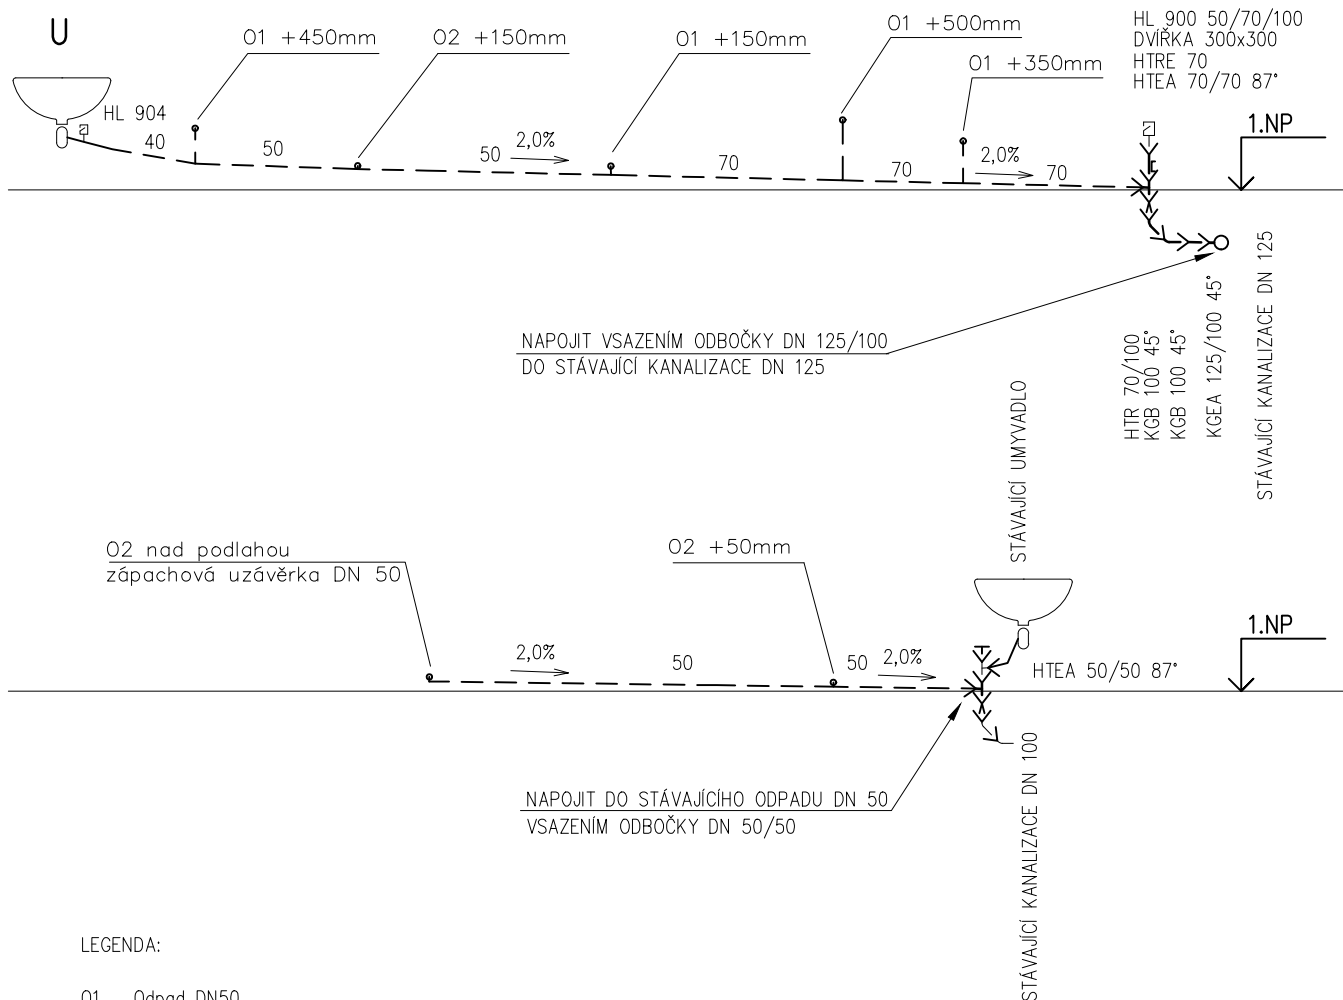 U
O1 +450mm
O2 +150mm
O1 +150mm
O1 +500mm
O1 +350mm
HL 900 50/70/100
DVÍŘKA 300x300
HTRE 70
HTEA 70/70 87°
HL 904
40
50
50
2,0%
70
70
2,0%
70
1.NP
NAPOJIT VSAZENÍM ODBOČKY DN 125/100
DO STÁVAJÍCÍ KANALIZACE DN 125
HTR 70/100
KGB 100 45°
KGB 100 45°
KGEA 125/100 45°
STÁVAJÍCÍ KANALIZACE DN 125
STÁVAJÍCÍ UMYVADLO
O2 nad podlahou
zápachová uzávěrka DN 50
O2 +50mm
2,0%
50
50
2,0%
HTEA 50/50 87°
1.NP
NAPOJIT DO STÁVAJÍCÍHO ODPADU DN 50
VSAZENÍM ODBOČKY DN 50/50
STÁVAJÍCÍ KANALIZACE DN 100
LEGENDA:
O1 Odpad DN50